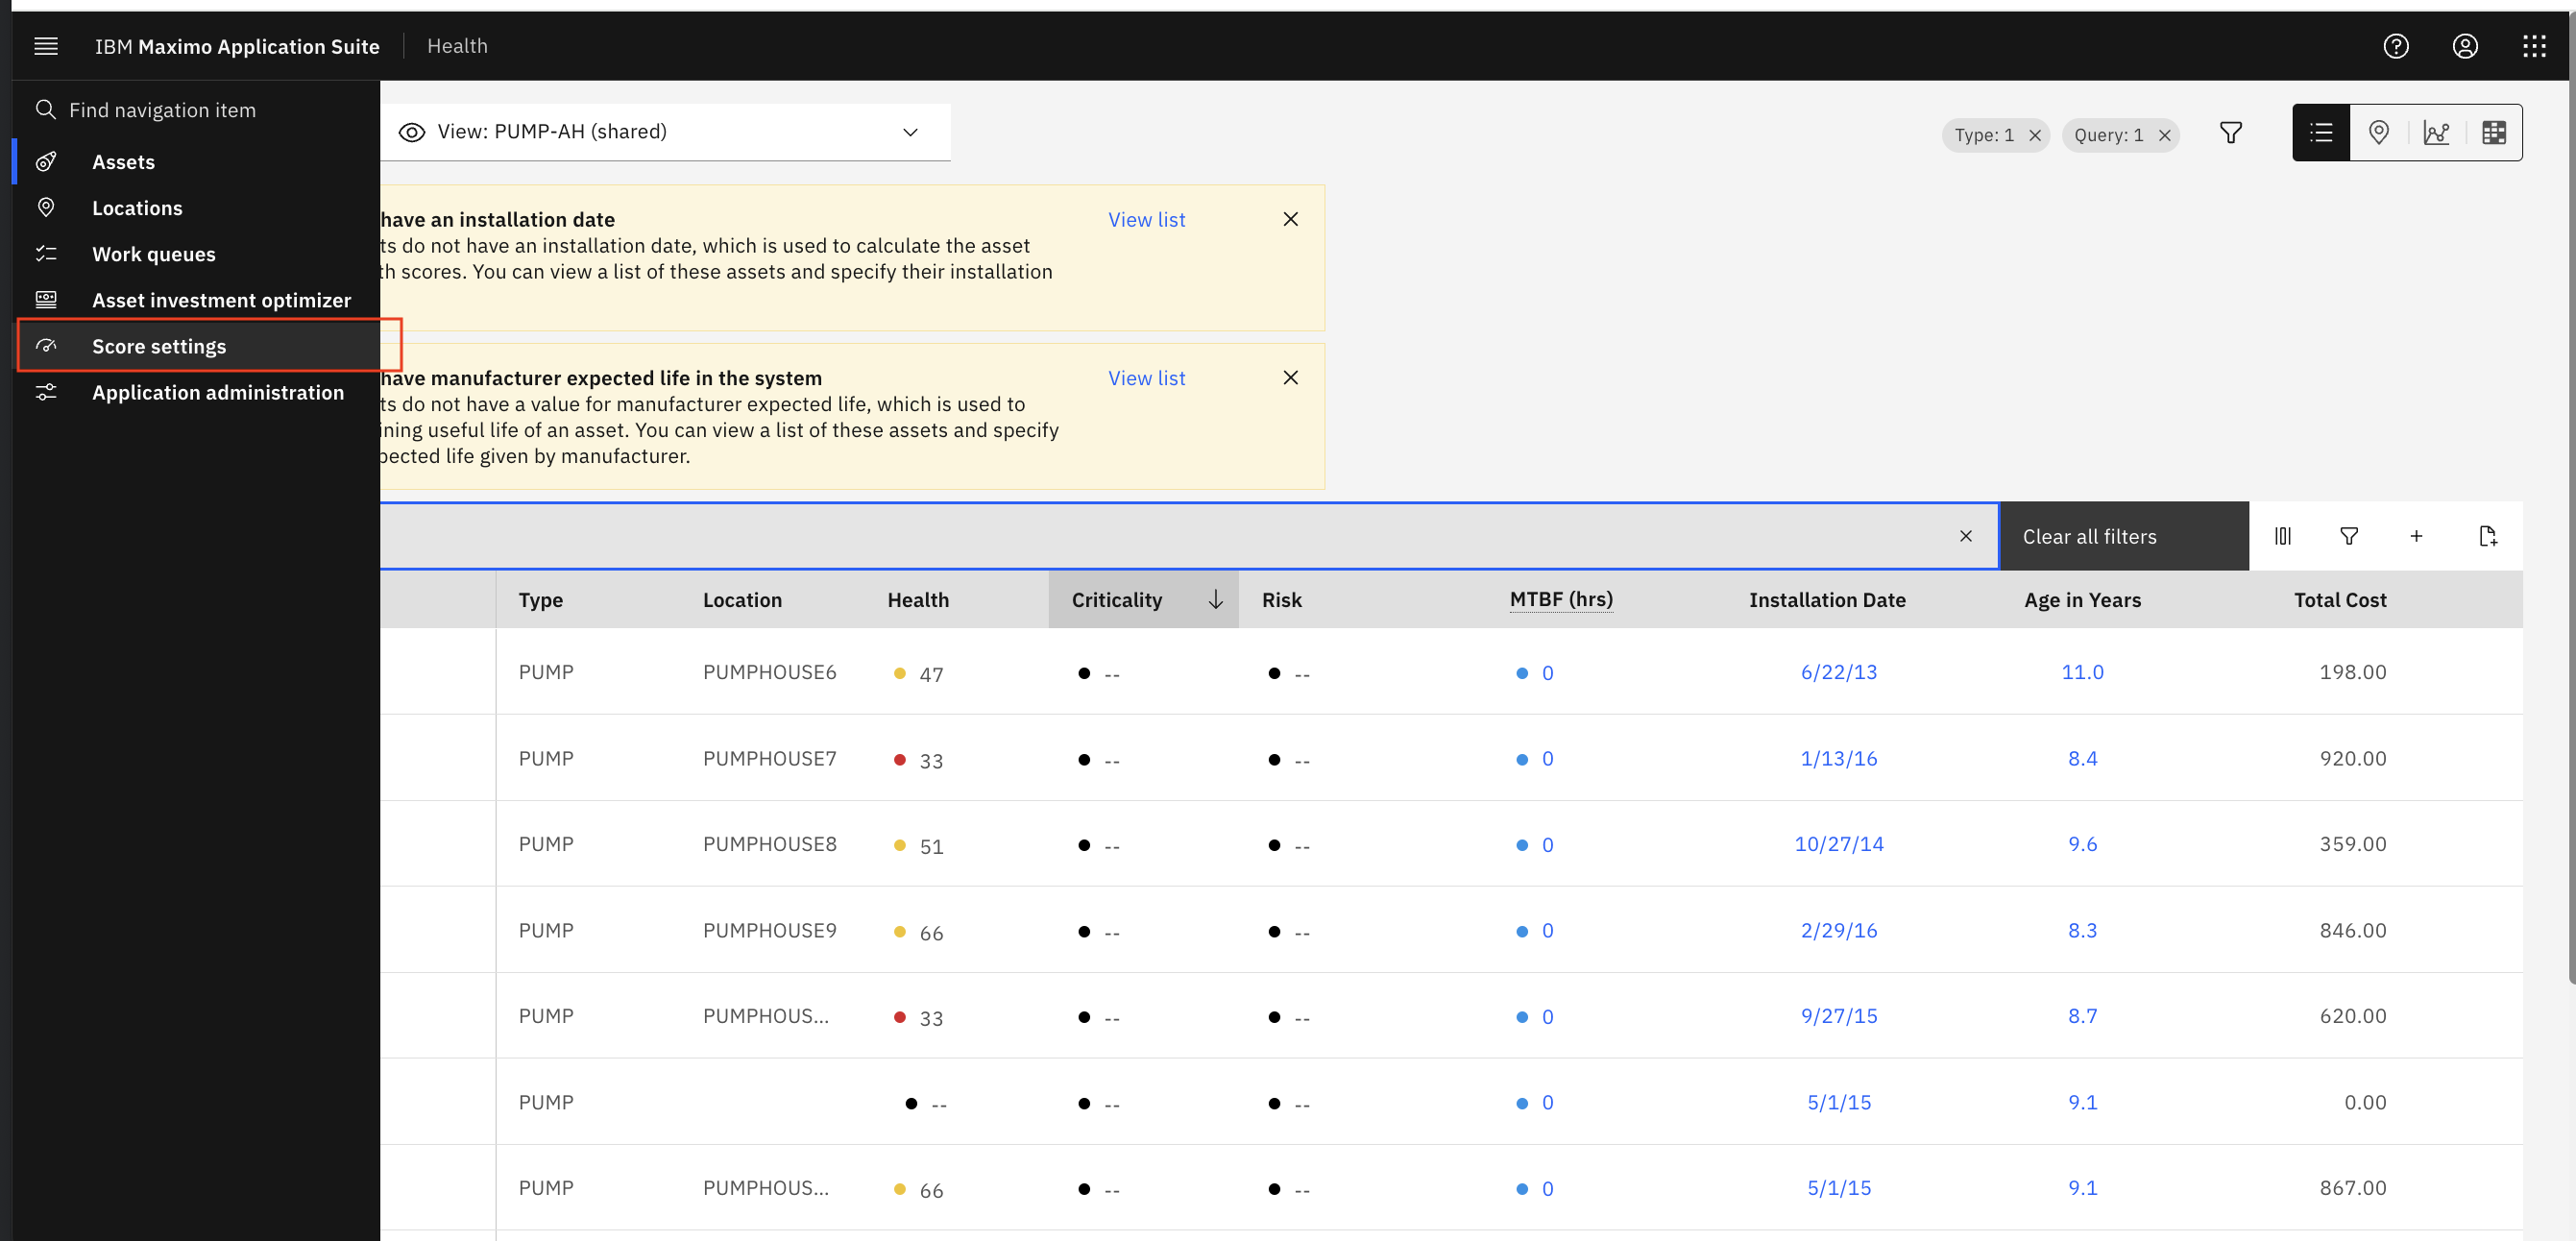 IBM Maximo Application Suite Health
Find navigation item
Assets
Locations
Work queues
Asset investment optimizer
Score settings
Application administration
View: PUMP-AH (shared)
Type: 1
Query: 1
have an installation date View list
ts do not have an installation date, which is used to calculate the asset
th scores. You can view a list of these assets and specify their installation
have manufacturer expected life in the system View list
ts do not have a value for manufacturer expected life, which is used to
ining useful life of an asset. You can view a list of these assets and specify
pected life given by manufacturer.
Clear all filters
Type Location Health Criticality Risk MTBF (hrs) Installation Date Age in Years Total Cost
PUMP PUMPHOUSE6 47 -- -- 0 6/22/13 11.0 198.00
PUMP PUMPHOUSE7 33 -- -- 0 1/13/16 8.4 920.00
PUMP PUMPHOUSE8 51 -- -- 0 10/27/14 9.6 359.00
PUMP PUMPHOUSE9 66 -- -- 0 2/29/16 8.3 846.00
PUMP PUMPHOUS... 33 -- -- 0 9/27/15 8.7 620.00
PUMP -- -- -- 0 5/1/15 9.1 0.00
PUMP PUMPHOUS... 66 -- -- 0 5/1/15 9.1 867.00